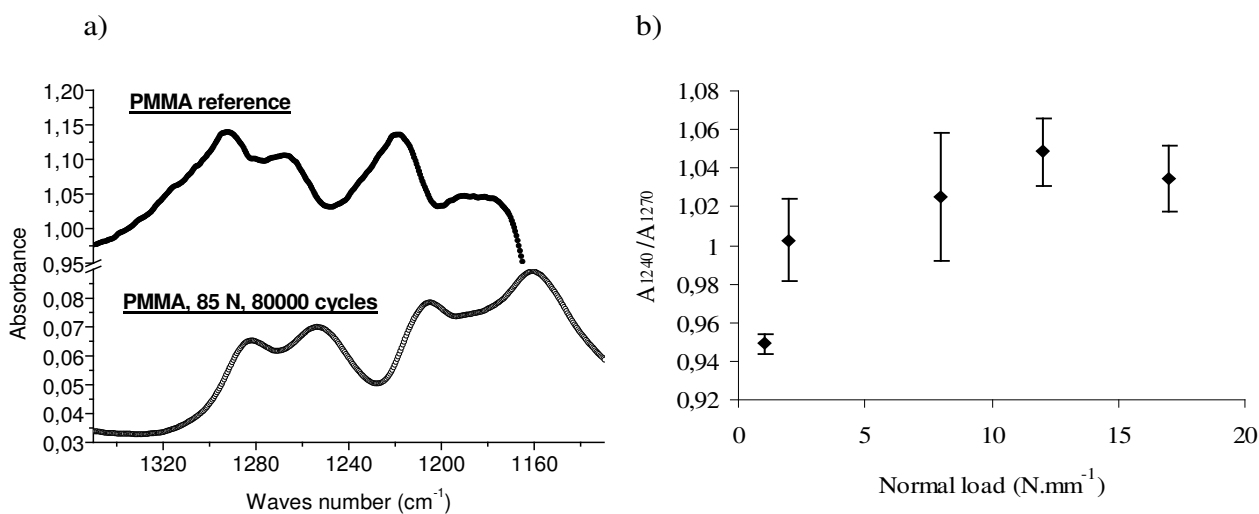 a)
PMMA reference
PMMA, 85 N, 80000 cycles
Absorbance
1,20
1,15
1,10
1,05
1,00
0,95
0,08
0,07
0,06
0,05
0,04
0,03
1320 1280 1240 1200 1160
Waves number (cm⁻¹)
b)
A1240/A1270
1,08
1,06
1,04
1,02
1
0,98
0,96
0,94
0,92
0 5 10 15 20
Normal load (N.mm⁻¹)